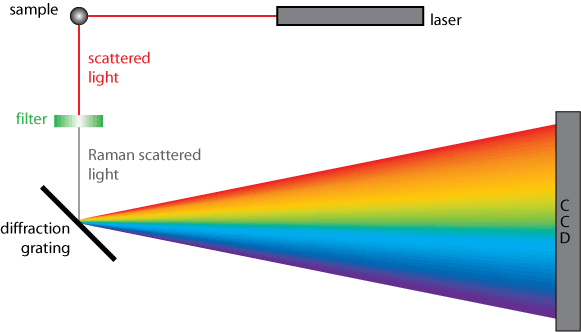 sample
laser
scattered
light
filter
Raman scattered
light
diffraction
grating
C
C
D